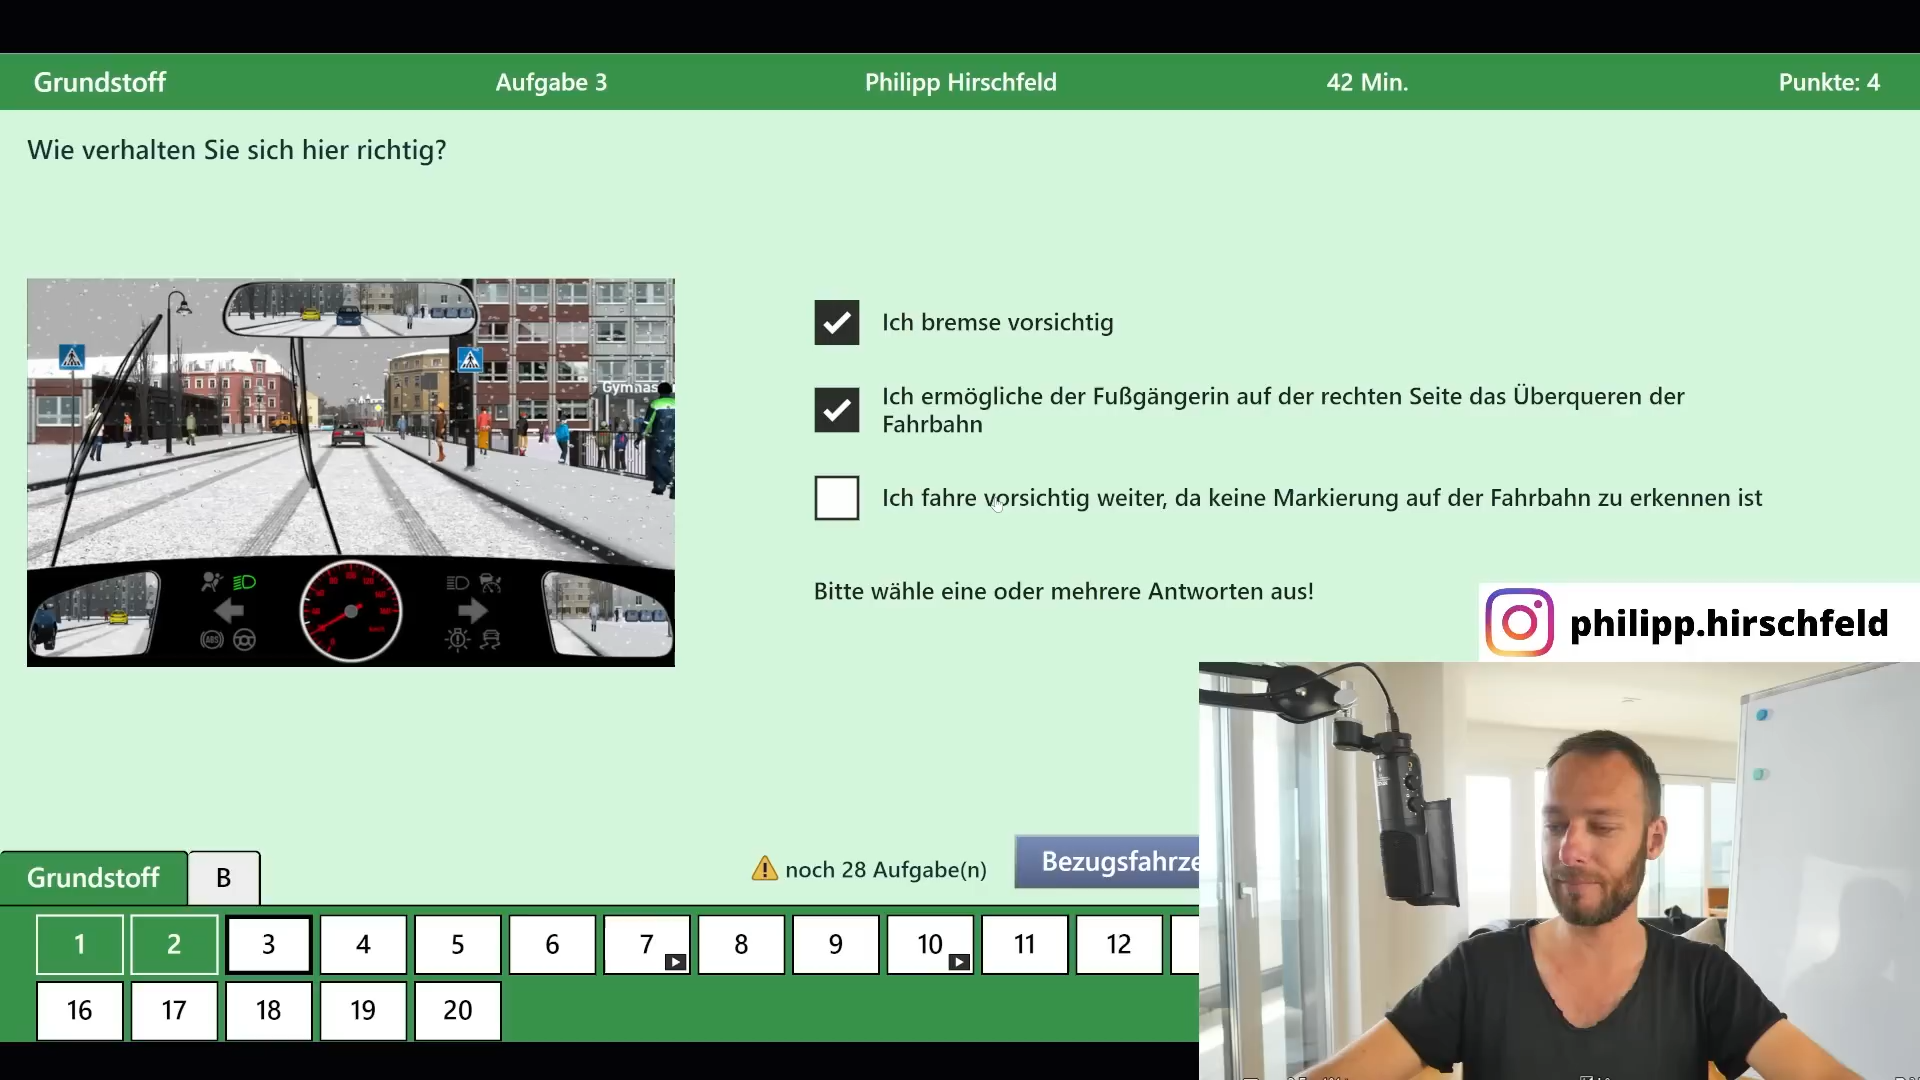 Grundstoff
Aufgabe 3
Philipp Hirschfeld
42 Min.
Punkte: 4
Wie verhalten Sie sich hier richtig?
Gymnas
Ich bremse vorsichtig
Ich ermögliche der Fußgängerin auf der rechten Seite das Überqueren der
Fahrbahn
Ich fahre vorsichtig weiter, da keine Markierung auf der Fahrbahn zu erkennen ist
Bitte wähle eine oder mehrere Antworten aus!
philipp.hirschfeld
Grundstoff
B
noch 28 Aufgabe(n)
Bezugsfahrze
1 2 3 4 5 6 7 8 9 10 11 12
16 17 18 19 20